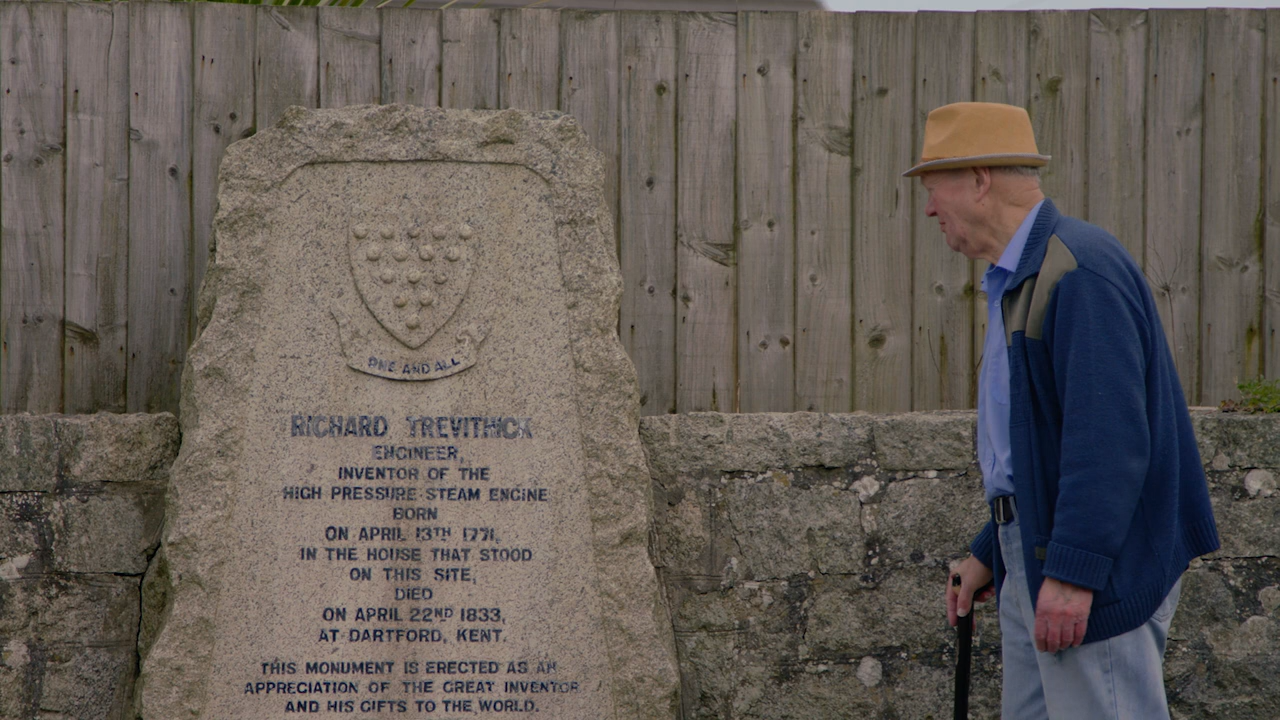 ONE AND ALL
RICHARD TREVITHICK
ENGINEER,
INVENTOR OF THE
HIGH PRESSURE STEAM ENGINE
BORN
ON APRIL 13TH 1771,
IN THE HOUSE THAT STOOD
ON THIS SITE,
DIED
ON APRIL 22ND 1833,
AT DARTFORD, KENT.
THIS MONUMENT IS ERECTED AS AN
APPRECIATION OF THE GREAT INVENTOR
AND HIS GIFTS TO THE WORLD.